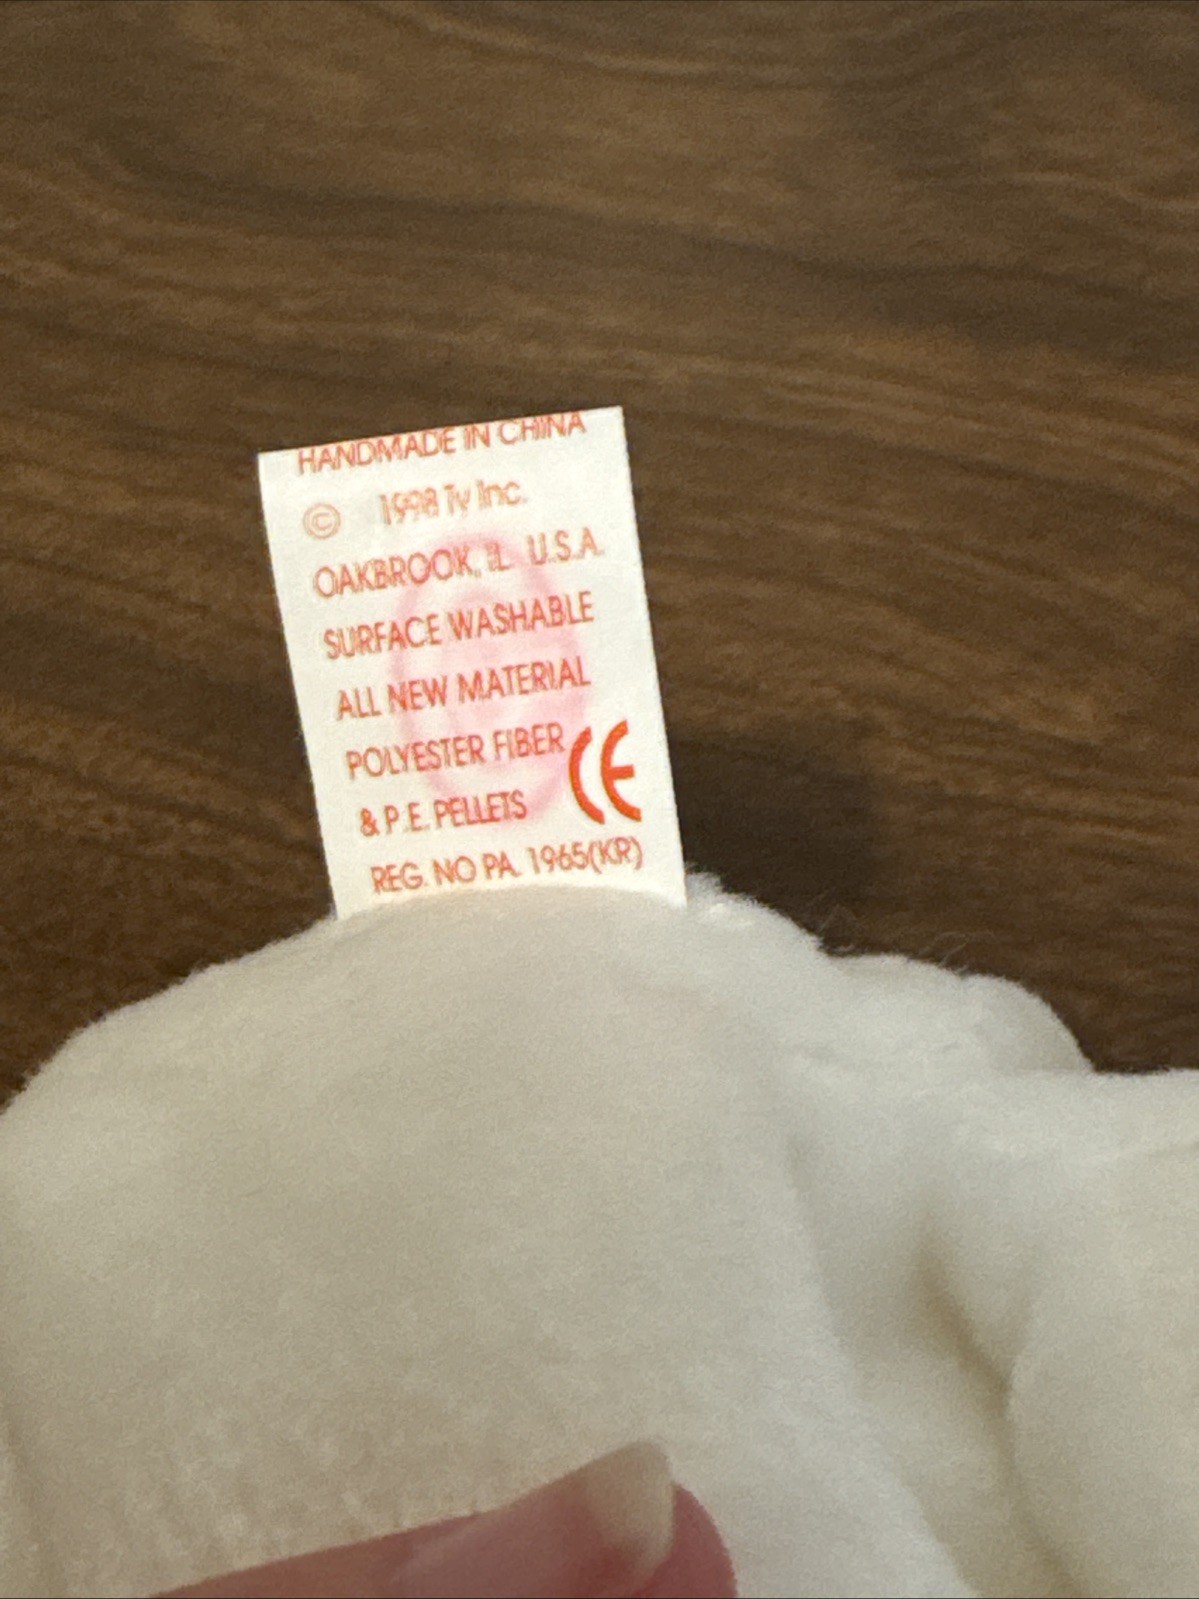 HANDMADE IN CHINA
© 1998 Ty Inc.
OAKBROOK, IL U.S.A.
SURFACE WASHABLE
ALL NEW MATERIAL
POLYESTER FIBER
& P.E. PELLETS CE
REG. NO PA. 1965(KR)